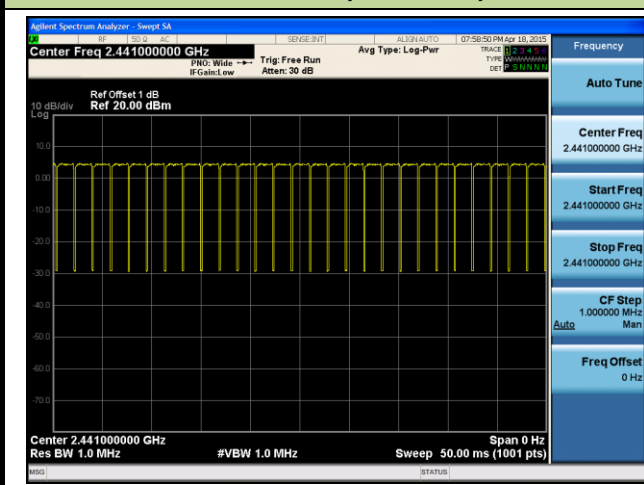 Agilent Spectrum Analyzer - Swept SA
RF 50 Ω AC SENSE:INT ALIGN AUTO 07:58:50 PM Apr 18, 2015
Center Freq 2.441000000 GHz
PNO: Wide
IFGain:Low
Trig: Free Run
Atten: 30 dB
Avg Type: Log-Pwr
TRACE 1 2 3 4 5 6
TYPE
DET P S N N N N
Ref Offset 1 dB
10 dB/div Ref 20.00 dBm
Log
10.0
0.00
-10.0
-20.0
-30.0
-40.0
-50.0
-60.0
-70.0
Center 2.441000000 GHz Span 0 Hz
Res BW 1.0 MHz #VBW 1.0 MHz Sweep 50.00 ms (1001 pts)
MSG STATUS
Frequency
Auto Tune
Center Freq
2.441000000 GHz
Start Freq
2.441000000 GHz
Stop Freq
2.441000000 GHz
CF Step
1.000000 MHz
Auto Man
Freq Offset
0 Hz